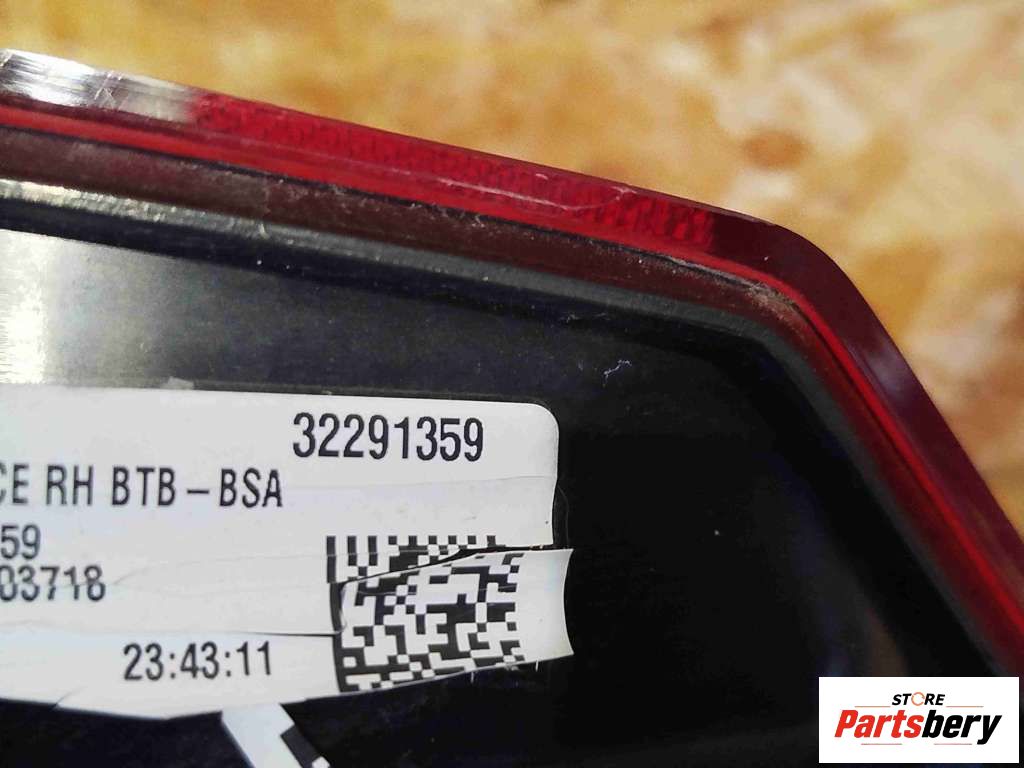 32291359
CE RH BTB – BSA
59
03718
23:43:11
STORE
Partsbery